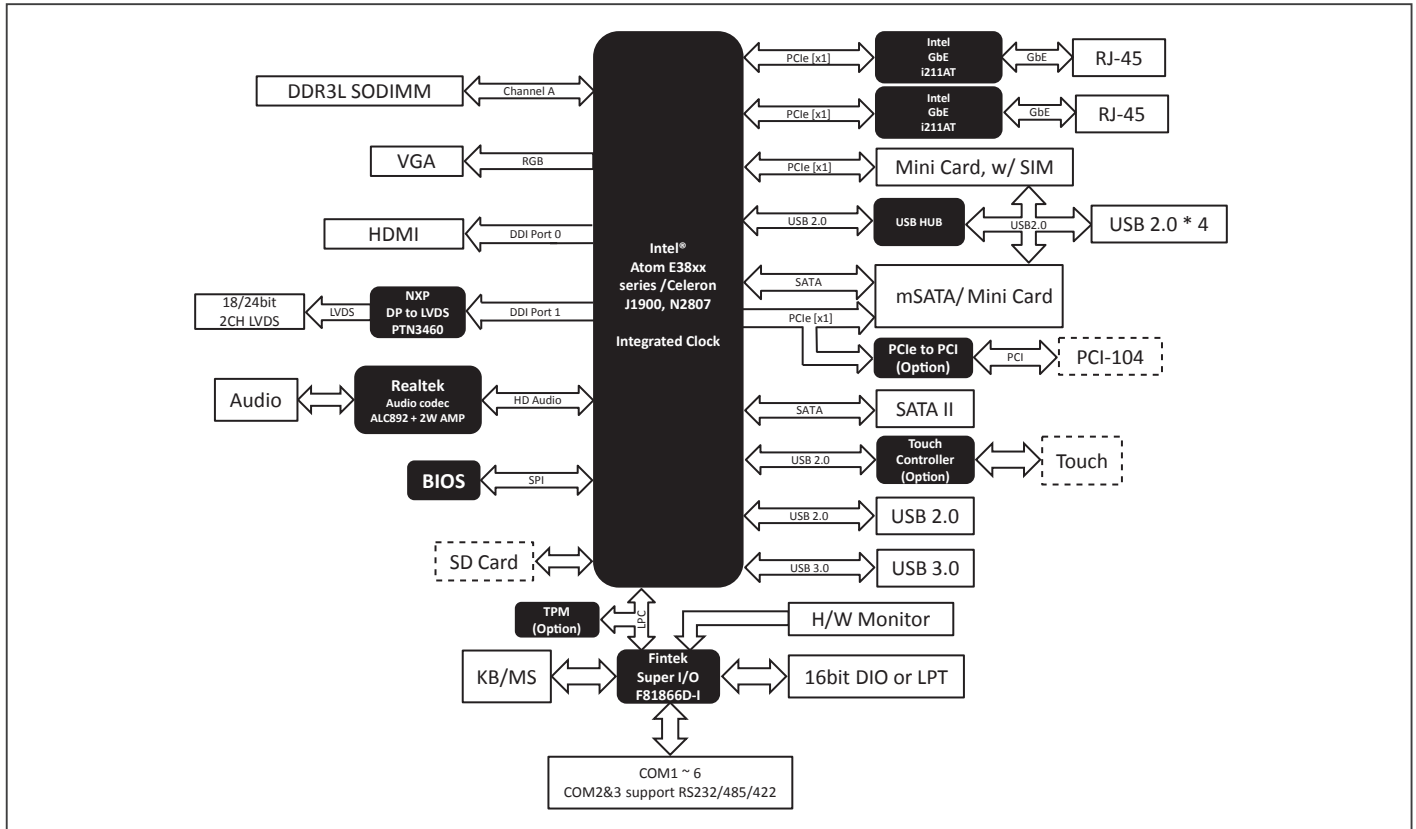 DDR3L SODIMM
Channel A
VGA
RGB
HDMI
DDI Port 0
18/24bit
2CH LVDS
LVDS
NXP
DP to LVDS
PTN3460
DDI Port 1
Audio
Realtek
Audio codec
ALC892 + 2W AMP
HD Audio
BIOS
SPI
SD Card
Intel®
Atom E38xx
series /Celeron
J1900, N2807
Integrated Clock
PCIe [x1]
Intel
GbE
i211AT
GbE
RJ-45
PCIe [x1]
Intel
GbE
i211AT
GbE
RJ-45
PCIe [x1]
Mini Card, w/ SIM
USB 2.0
USB HUB
USB2.0
USB 2.0 * 4
SATA
mSATA/ Mini Card
PCIe [x1]
PCIe to PCI
(Option)
PCI
PCI-104
SATA
SATA II
USB 2.0
Touch
Controller
(Option)
Touch
USB 2.0
USB 2.0
USB 3.0
USB 3.0
TPM
(Option)
LPC
H/W Monitor
KB/MS
Fintek
Super I/O
F81866D-I
16bit DIO or LPT
COM1 ~ 6
COM2&3 support RS232/485/422